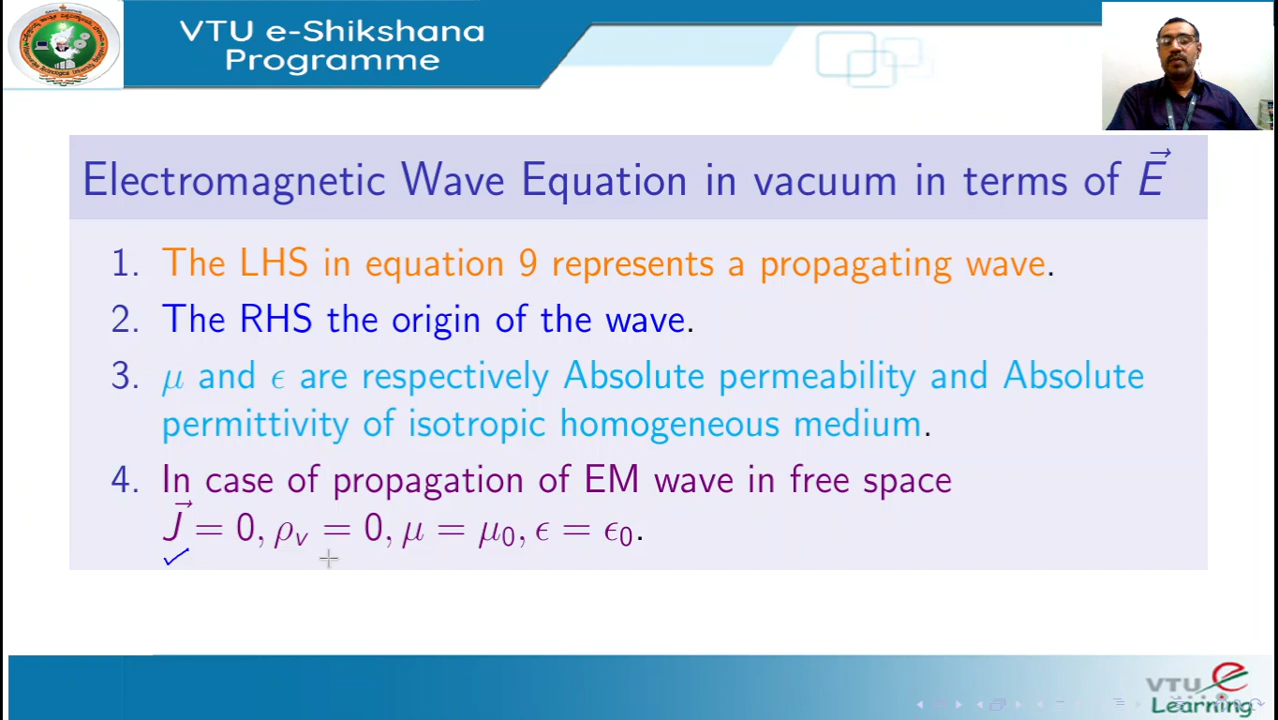 VTU e-Shikshana
Programme
Electromagnetic Wave Equation in vacuum in terms of $\vec{E}$
1. The LHS in equation 9 represents a propagating wave.
2. The RHS the origin of the wave.
3. μ and ϵ are respectively Absolute permeability and Absolute
permittivity of isotropic homogeneous medium.
4. In case of propagation of EM wave in free space
$\vec{J}$ = 0, ρᵥ = 0, μ = μ₀, ϵ = ϵ₀.
VTU
Learning